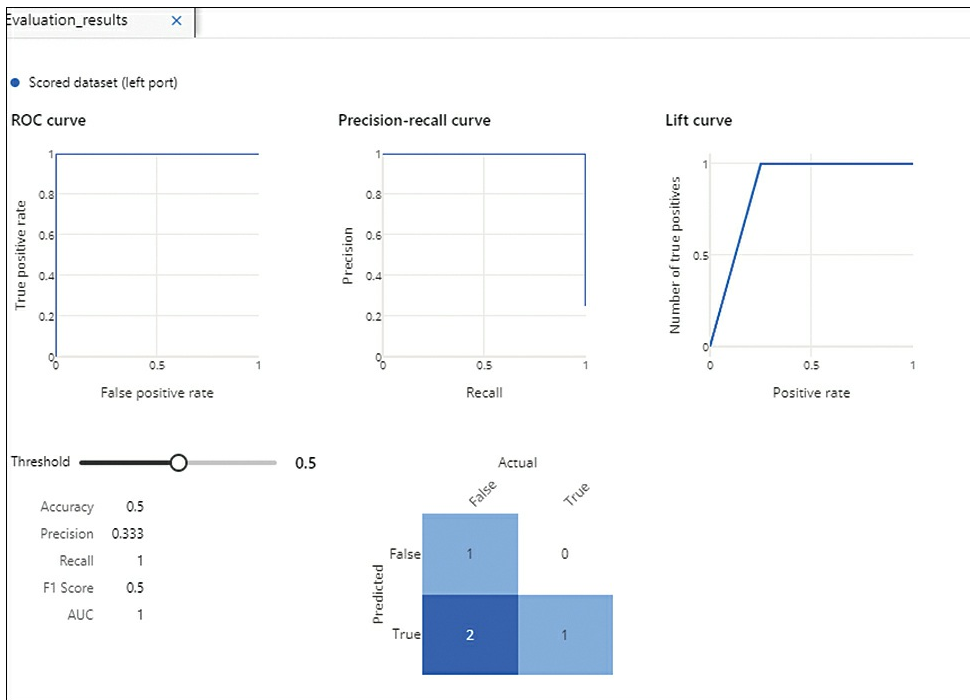 Evaluation_results ×
Scored dataset (left port)
ROC curve
Precision-recall curve
Lift curve
True positive rate
1
0.8
0.6
0.4
0.2
0
0 0.5 1
False positive rate
Precision
1
0.8
0.6
0.4
0.2
0
0 0.5 1
Recall
Number of true positives
1
0.5
0
0 0.5 1
Positive rate
Threshold 0.5
Accuracy 0.5
Precision 0.333
Recall 1
F1 Score 0.5
AUC 1
Actual
False True
Predicted
False 1 0
True 2 1